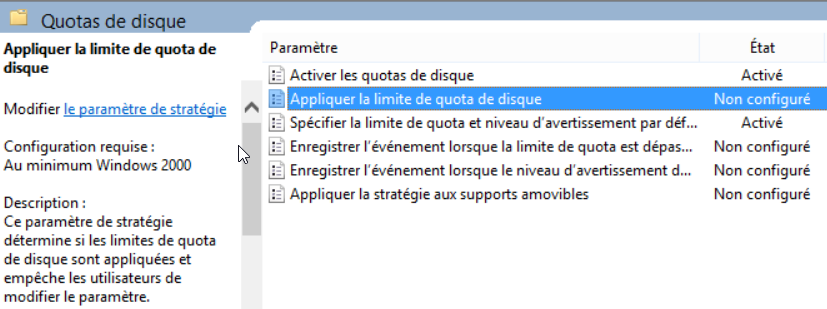 Quotas de disque
Appliquer la limite de quota de
disque
Modifier le paramètre de stratégie
Configuration requise :
Au minimum Windows 2000
Description :
Ce paramètre de stratégie
détermine si les limites de quota
de disque sont appliquées et
empêche les utilisateurs de
modifier le paramètre.
Paramètre État
Activer les quotas de disque Activé
Appliquer la limite de quota de disque Non configuré
Spécifier la limite de quota et niveau d'avertissement par déf... Activé
Enregistrer l'événement lorsque la limite de quota est dépas... Non configuré
Enregistrer l'événement lorsque le niveau d'avertissement d... Non configuré
Appliquer la stratégie aux supports amovibles Non configuré